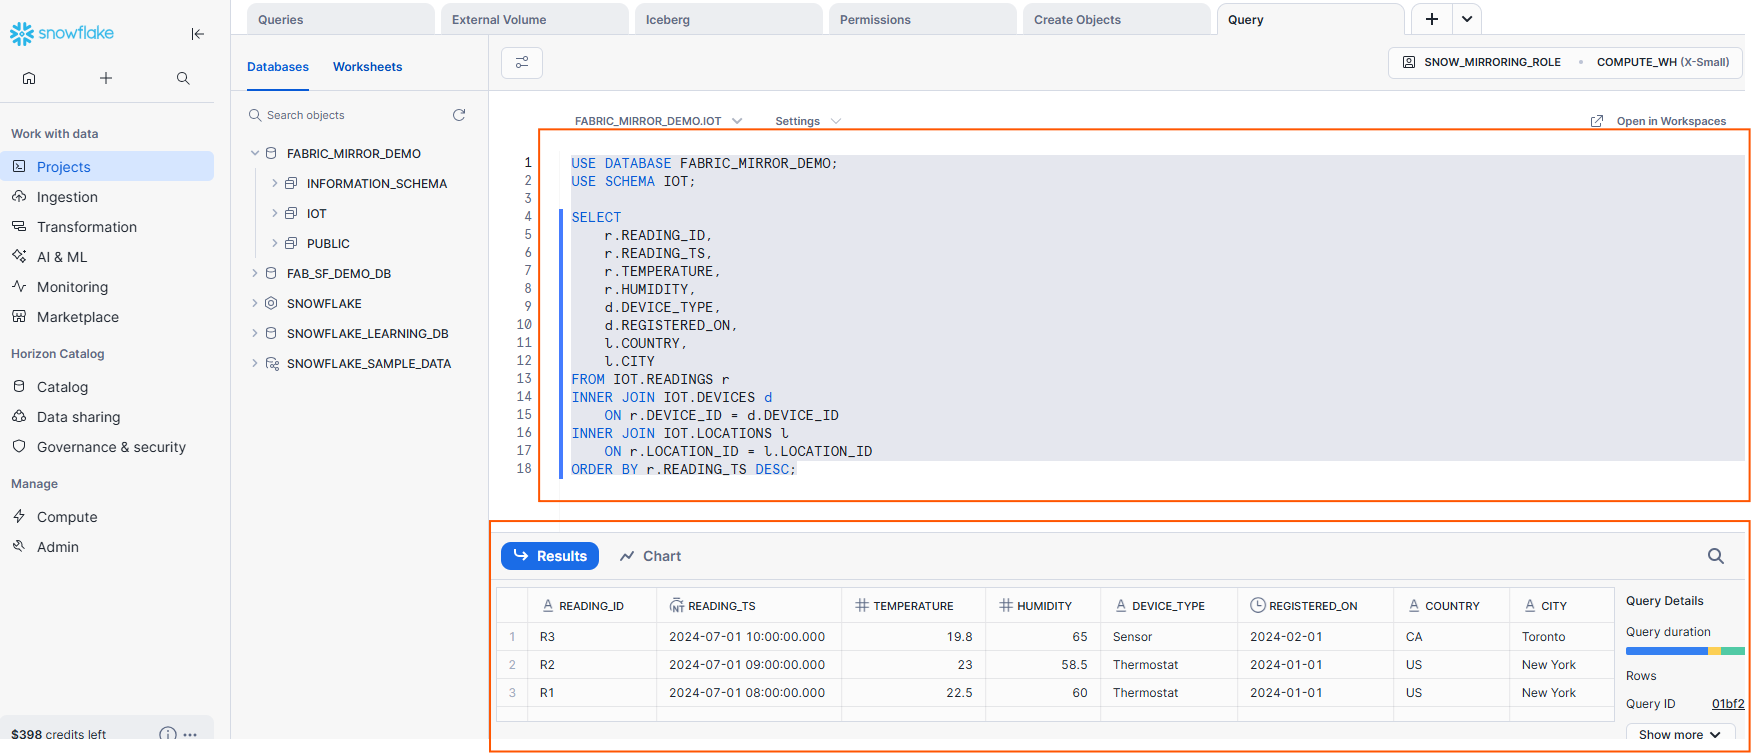 snowflake
Work with data
Projects
Ingestion
Transformation
AI & ML
Monitoring
Marketplace
Horizon Catalog
Catalog
Data sharing
Governance & security
Manage
Compute
Admin
$398 credits left
Queries
External Volume
Iceberg
Permissions
Create Objects
Query
Databases
Worksheets
SNOW_MIRRORING_ROLE
COMPUTE_WH (X-Small)
Search objects
FABRIC_MIRROR_DEMO
INFORMATION_SCHEMA
IOT
PUBLIC
FAB_SF_DEMO_DB
SNOWFLAKE
SNOWFLAKE_LEARNING_DB
SNOWFLAKE_SAMPLE_DATA
FABRIC_MIRROR_DEMO.IOT
Settings
Open in Workspaces
1 USE DATABASE FABRIC_MIRROR_DEMO;
2 USE SCHEMA IOT;
3
4 SELECT
5 r.READING_ID,
6 r.READING_TS,
7 r.TEMPERATURE,
8 r.HUMIDITY,
9 d.DEVICE_TYPE,
10 d.REGISTERED_ON,
11 l.COUNTRY,
12 l.CITY
13 FROM IOT.READINGS r
14 INNER JOIN IOT.DEVICES d
15 ON r.DEVICE_ID = d.DEVICE_ID
16 INNER JOIN IOT.LOCATIONS l
17 ON r.LOCATION_ID = l.LOCATION_ID
18 ORDER BY r.READING_TS DESC;
Results
Chart
A READING_ID NT READING_TS # TEMPERATURE # HUMIDITY A DEVICE_TYPE REGISTERED_ON A COUNTRY A CITY
1 R3 2024-07-01 10:00:00.000 19.8 65 Sensor 2024-02-01 CA Toronto
2 R2 2024-07-01 09:00:00.000 23 58.5 Thermostat 2024-01-01 US New York
3 R1 2024-07-01 08:00:00.000 22.5 60 Thermostat 2024-01-01 US New York
Query Details
Query duration
Rows
Query ID 01bf2
Show more